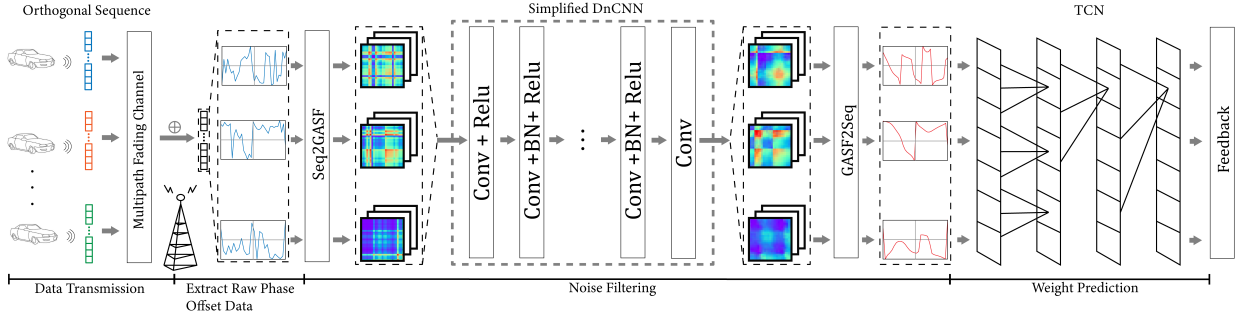 Orthogonal Sequence
Simplified DnCNN
TCN
Multipath Fading Channel
Seq2GASF
Conv + Relu
Conv +BN+ Relu
Conv +BN+ Relu
Conv
GASF2Seq
Feedback
Data Transmission
Extract Raw Phase
Offset Data
Noise Filtering
Weight Prediction